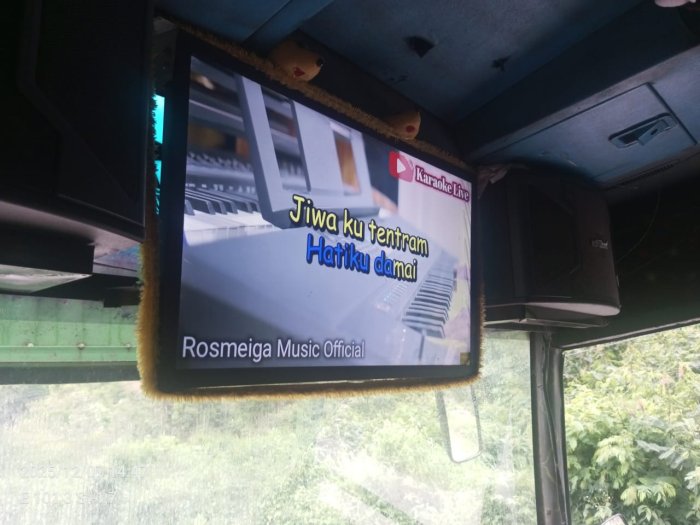 Karaoke Live
Jiwa ku tentram
Hatiku damai
Rosmeiga Music Official